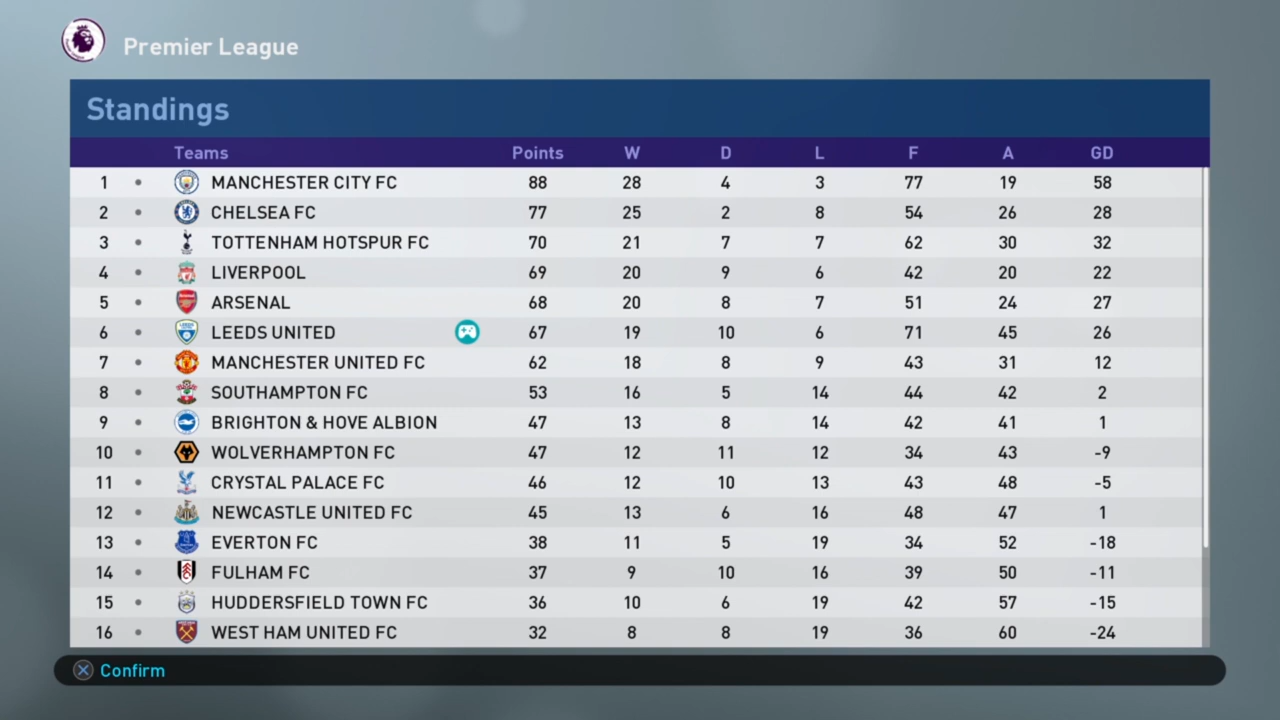 Premier League
Standings
Teams Points W D L F A GD
1 MANCHESTER CITY FC 88 28 4 3 77 19 58
2 CHELSEA FC 77 25 2 8 54 26 28
3 TOTTENHAM HOTSPUR FC 70 21 7 7 62 30 32
4 LIVERPOOL 69 20 9 6 42 20 22
5 ARSENAL 68 20 8 7 51 24 27
6 LEEDS UNITED 67 19 10 6 71 45 26
7 MANCHESTER UNITED FC 62 18 8 9 43 31 12
8 SOUTHAMPTON FC 53 16 5 14 44 42 2
9 BRIGHTON & HOVE ALBION 47 13 8 14 42 41 1
10 WOLVERHAMPTON FC 47 12 11 12 34 43 -9
11 CRYSTAL PALACE FC 46 12 10 13 43 48 -5
12 NEWCASTLE UNITED FC 45 13 6 16 48 47 1
13 EVERTON FC 38 11 5 19 34 52 -18
14 FULHAM FC 37 9 10 16 39 50 -11
15 HUDDERSFIELD TOWN FC 36 10 6 19 42 57 -15
16 WEST HAM UNITED FC 32 8 8 19 36 60 -24
Confirm